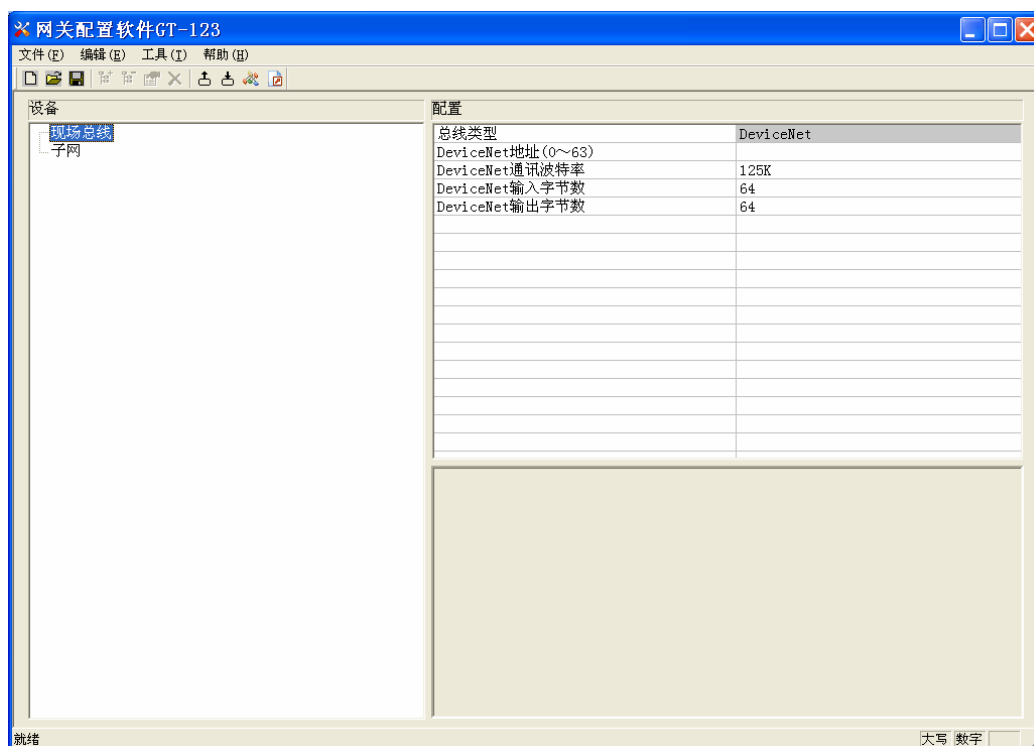 网关配置软件GT-123
文件(F) 编辑(E) 工具(T) 帮助(H)
设备
现场总线
子网
配置
总线类型 DeviceNet
DeviceNet地址(0～63)
DeviceNet通讯波特率 125K
DeviceNet输入字节数 64
DeviceNet输出字节数 64
就绪 大写 数字